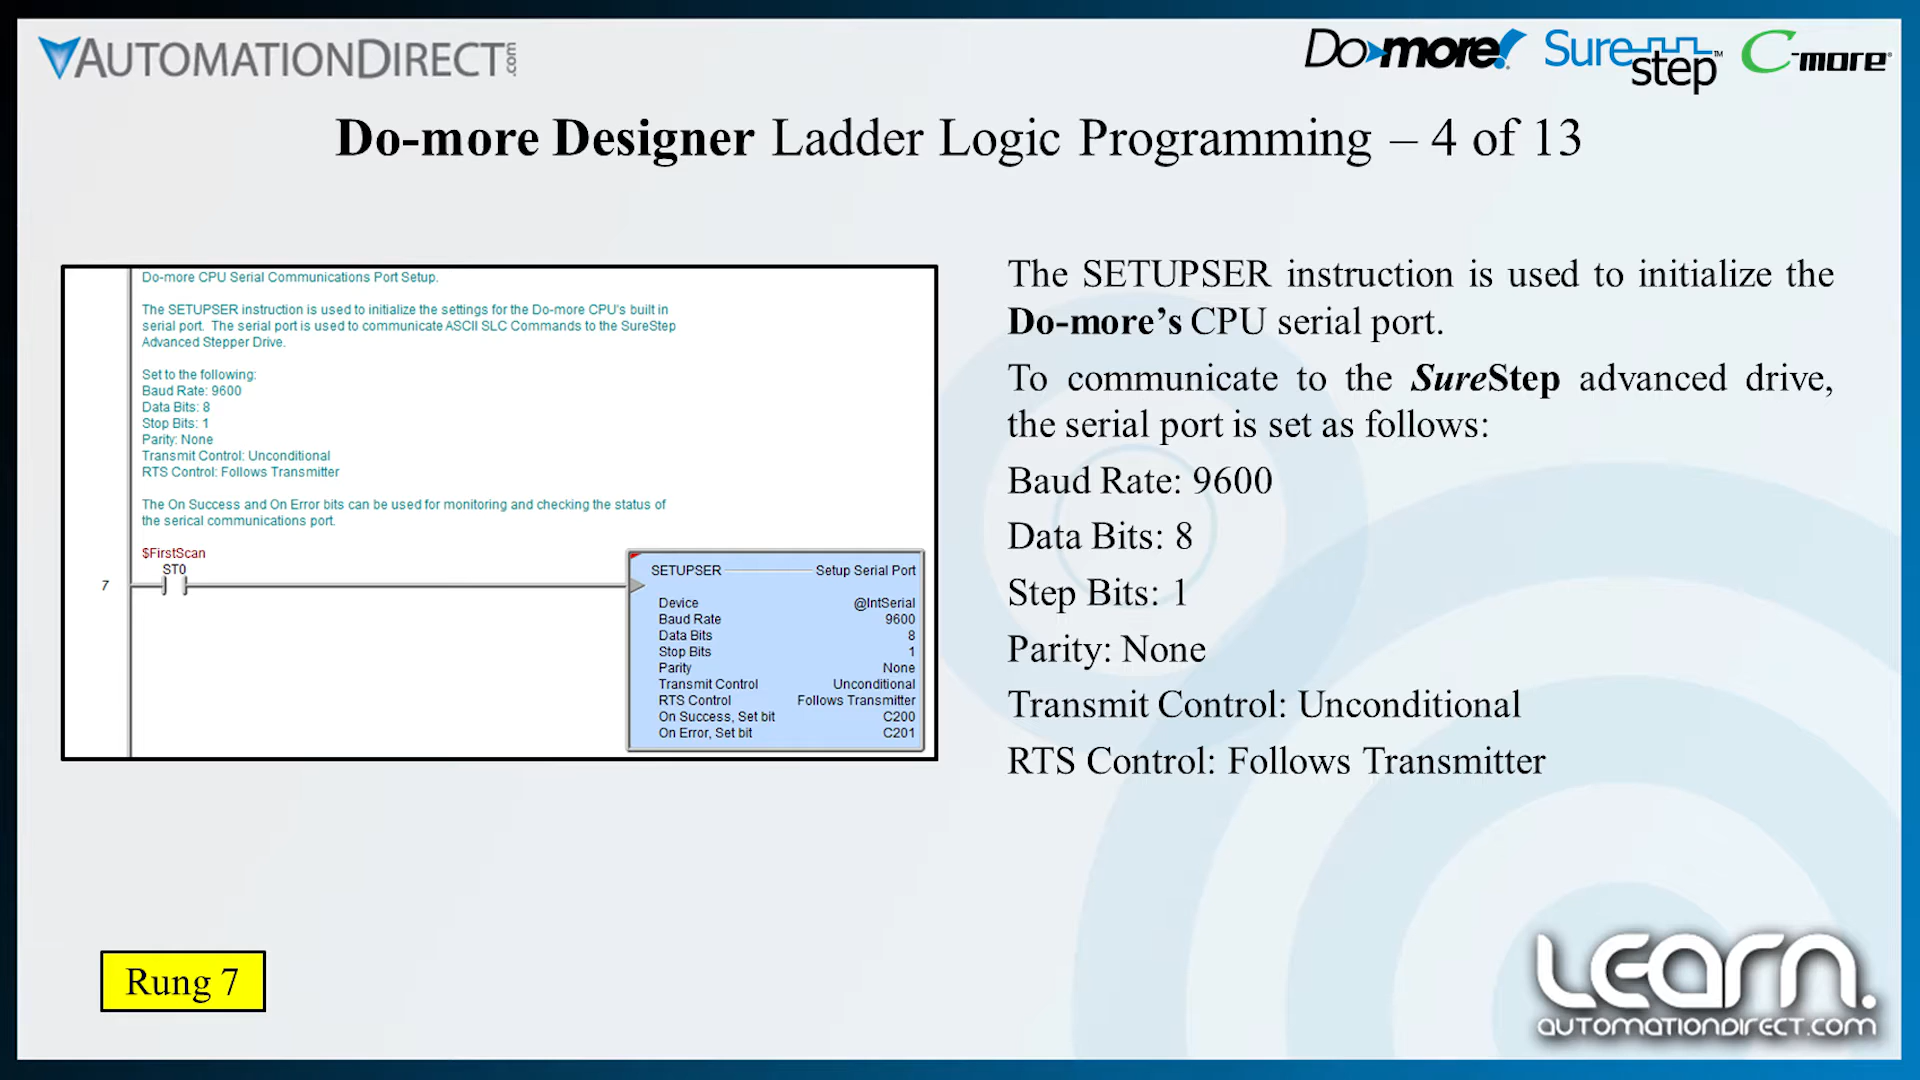 AUTOMATIONDIRECT.com
Do-more! SureStep™ C-more®
Do-more Designer Ladder Logic Programming – 4 of 13
Do-more CPU Serial Communications Port Setup.
The SETUPSER instruction is used to initialize the settings for the Do-more CPU's built in
serial port. The serial port is used to communicate ASCII SLC Commands to the SureStep
Advanced Stepper Drive.
Set to the following:
Baud Rate: 9600
Data Bits: 8
Stop Bits: 1
Parity: None
Transmit Control: Unconditional
RTS Control: Follows Transmitter
The On Success and On Error bits can be used for monitoring and checking the status of
the serical communications port.
$FirstScan
ST0
7
SETUPSER Setup Serial Port
Device @IntSerial
Baud Rate 9600
Data Bits 8
Stop Bits 1
Parity None
Transmit Control Unconditional
RTS Control Follows Transmitter
On Success, Set bit C200
On Error, Set bit C201
The SETUPSER instruction is used to initialize the
Do-more’s CPU serial port.
To communicate to the SureStep advanced drive,
the serial port is set as follows:
Baud Rate: 9600
Data Bits: 8
Step Bits: 1
Parity: None
Transmit Control: Unconditional
RTS Control: Follows Transmitter
Rung 7
LEARN.
automationdirect.com